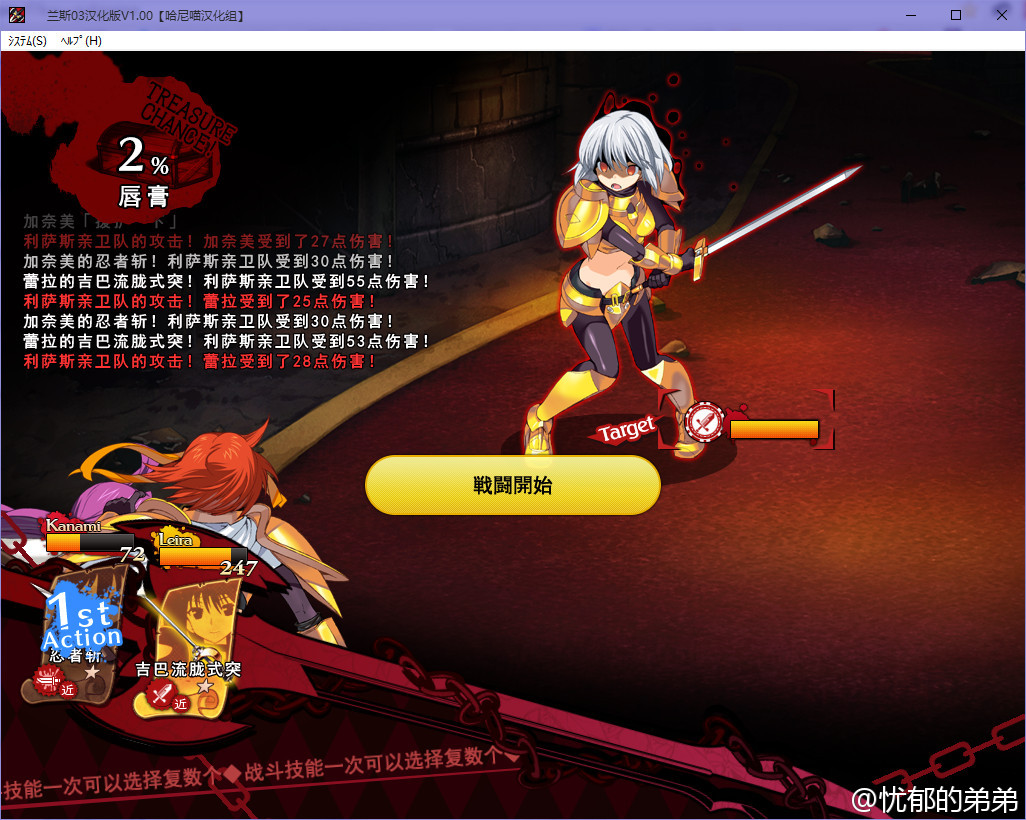 兰斯03汉化版V1.00【哈尼喵汉化组】
ｼｽﾃﾑ(S) ﾍﾙﾌﾟ(H)
TREASURE
CHANCE!
2%
唇膏
利萨斯亲卫队的攻击！加奈美受到了27点伤害！
加奈美的忍者斩！利萨斯亲卫队受到30点伤害！
蕾拉的吉巴流胧式突！利萨斯亲卫队受到55点伤害！
利萨斯亲卫队的攻击！蕾拉受到了25点伤害！
加奈美的忍者斩！利萨斯亲卫队受到30点伤害！
蕾拉的吉巴流胧式突！利萨斯亲卫队受到53点伤害！
利萨斯亲卫队的攻击！蕾拉受到了28点伤害！
Target
戦闘開始
Kanami
72
Leira
247
1st
Action
忍者斩
近
吉巴流胧式突
近
技能一次可以选择复数个◆战斗技能一次可以选择复数个
@忧郁的弟弟